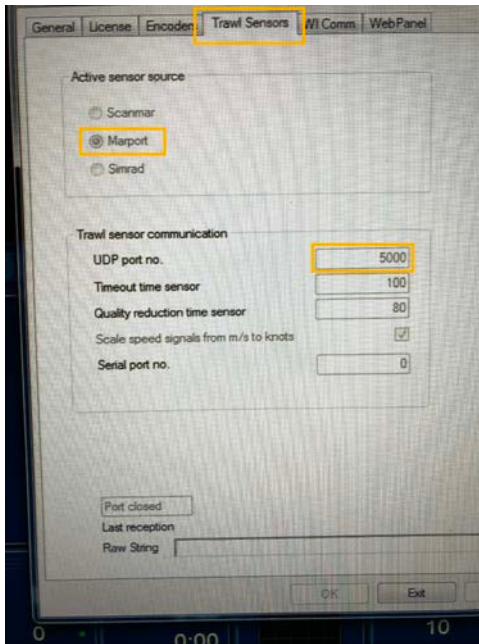 General License Encoders Trawl Sensors WI Comm WebPanel
Active sensor source
Scanmar
Marport
Simrad
Trawl sensor communication
UDP port no. 5000
Timeout time sensor 100
Quality reduction time sensor 80
Scale speed signals from m/s to knots
Serial port no. 0
Port closed
Last reception
Raw String
OK Exit
0 0:00 10